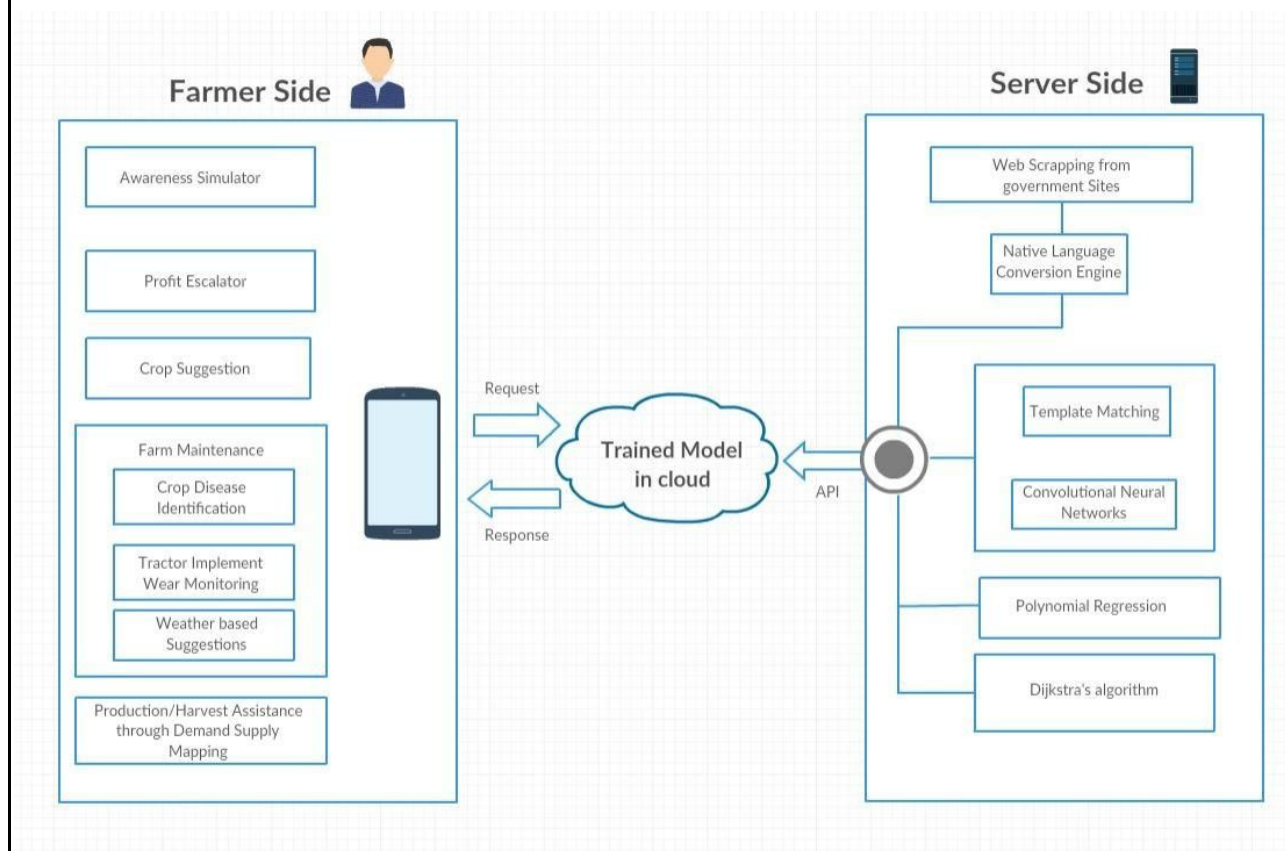 Farmer Side
Awareness Simulator
Profit Escalator
Crop Suggestion
Farm Maintenance
Crop Disease
Identification
Tractor Implement
Wear Monitoring
Weather based
Suggestions
Production/Harvest Assistance
through Demand Supply
Mapping
Request
Response
Trained Model
in cloud
API
Server Side
Web Scrapping from
government Sites
Native Language
Conversion Engine
Template Matching
Convolutional Neural
Networks
Polynomial Regression
Dijkstra's algorithm